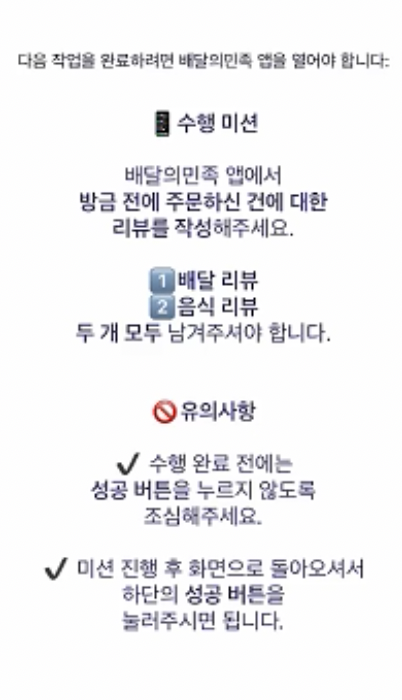 다음 작업을 완료하려면 배달의민족 앱을 열어야 합니다:
📱 수행 미션
배달의민족 앱에서
방금 전에 주문하신 건에 대한
리뷰를 작성해주세요.
1️⃣ 배달 리뷰
2️⃣ 음식 리뷰
두 개 모두 남겨주셔야 합니다.
🚫 유의사항
✔ 수행 완료 전에는
성공 버튼을 누르지 않도록
조심해주세요.
✔ 미션 진행 후 화면으로 돌아오셔서
하단의 성공 버튼을
눌러주시면 됩니다.